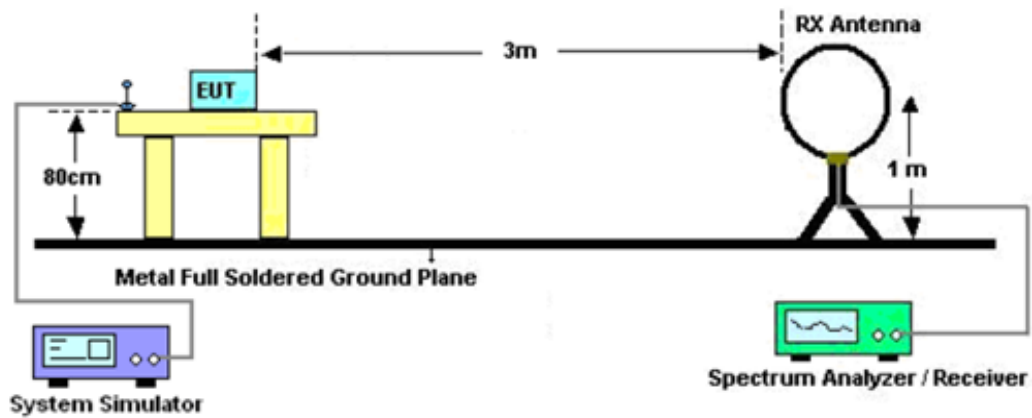 RX Antenna
3m
EUT
80cm
1 m
Metal Full Soldered Ground Plane
Spectrum Analyzer / Receiver
System Simulator